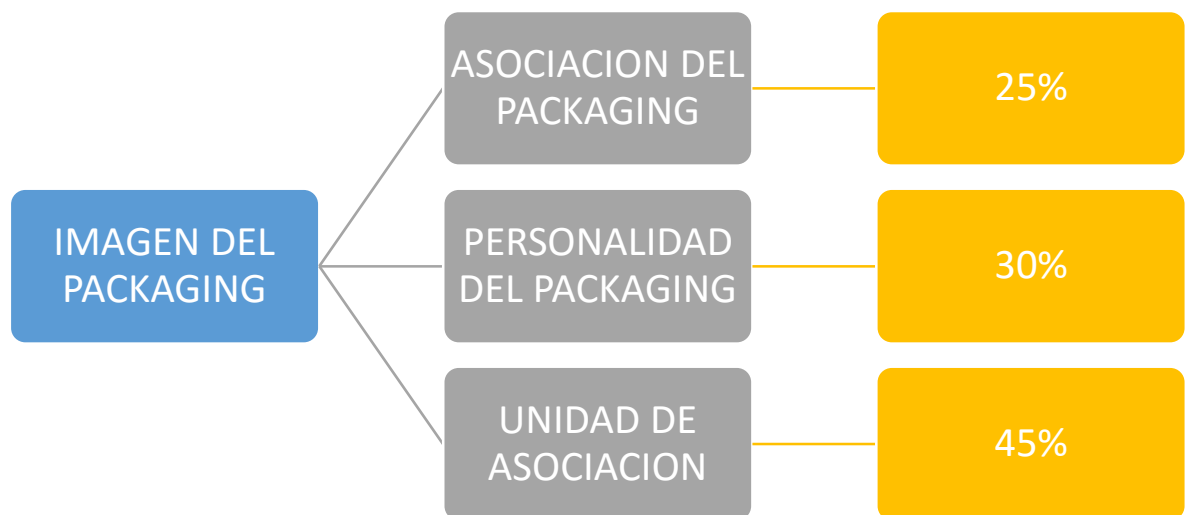 ASOCIACION DEL
PACKAGING
25%
IMAGEN DEL
PACKAGING
PERSONALIDAD
DEL PACKAGING
30%
UNIDAD DE
ASOCIACION
45%